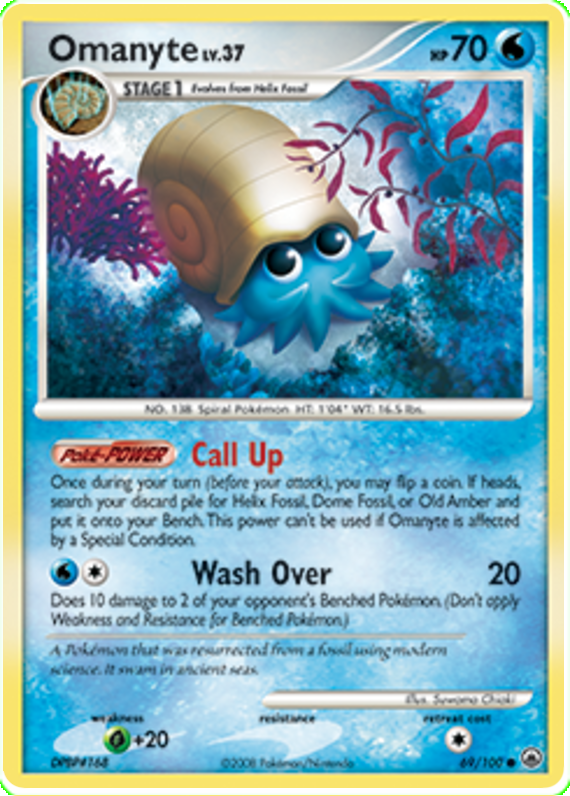 Omanyte LV.37 HP 70
STAGE 1 Evolves from Helix Fossil
NO. 138 Spiral Pokémon HT: 1'04" WT: 16.5 lbs.
Poké-POWER Call Up
Once during your turn (before your attack), you may flip a coin. If heads,
search your discard pile for Helix Fossil, Dome Fossil, or Old Amber and
put it onto your Bench. This power can't be used if Omanyte is affected
by a Special Condition.
Wash Over 20
Does 10 damage to 2 of your opponent's Benched Pokémon. (Don't apply
Weakness and Resistance for Benched Pokémon.)
A Pokémon that was resurrected from a fossil using modern
science. It swam in ancient seas.
Illus. Suwama Chiaki
weakness resistance retreat cost
+20
DPBP#168 ©2008 Pokémon/Nintendo 69/100